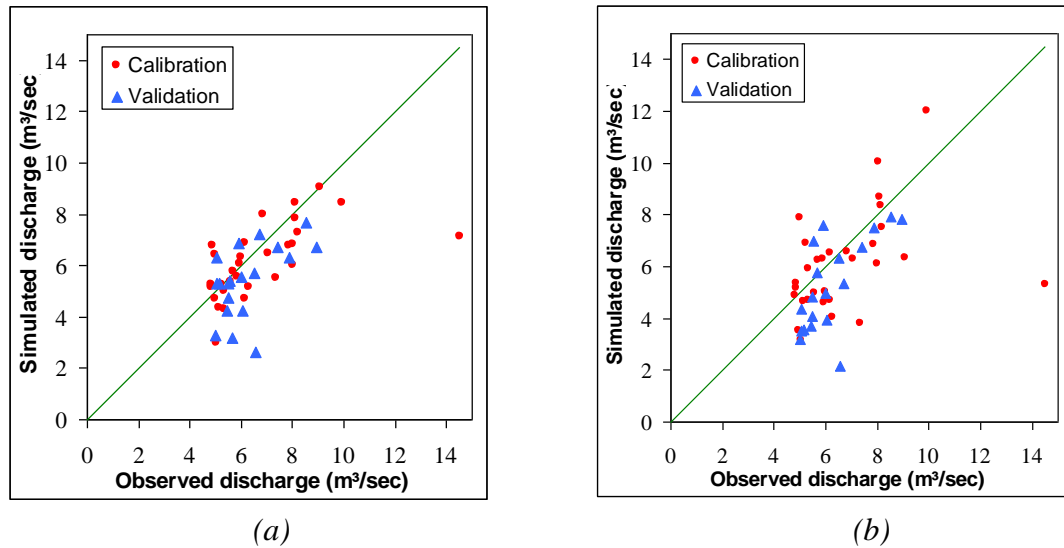 Simulated discharge (m³/sec
14
12
10
8
6
4
2
0
Calibration
Validation
0 2 4 6 8 10 12 14
Observed discharge (m³/sec)
(a)
Simulated discharge (m³/sec)
14
12
10
8
6
4
2
0
Calibration
Validation
0 2 4 6 8 10 12 14
Observed discharge (m³/sec)
(b)